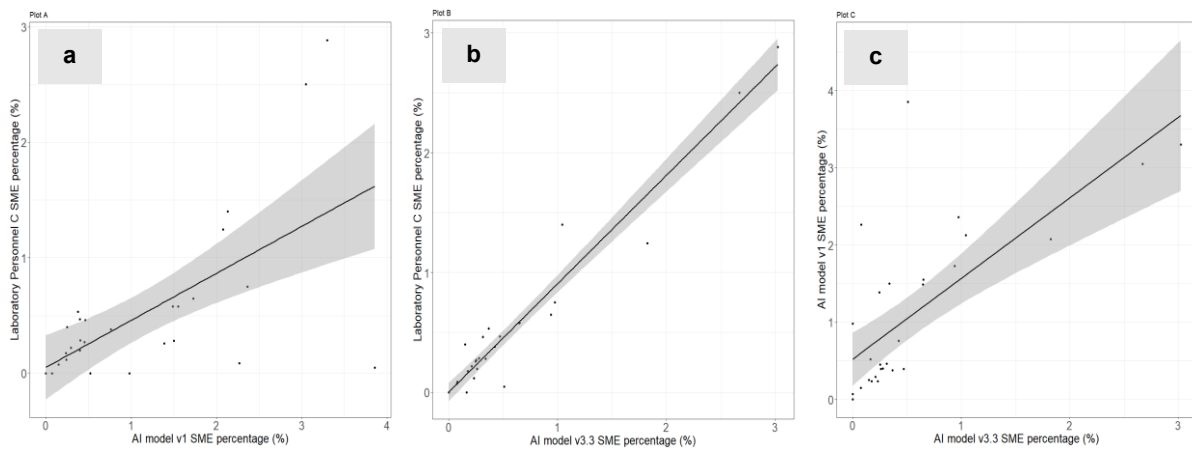 Plot A
a
Laboratory Personnel C SME percentage (%)
3
2
1
0
0 1 2 3 4
AI model v1 SME percentage (%)
Plot B
b
Laboratory Personnel C SME percentage (%)
3
2
1
0
0 1 2 3
AI model v3.3 SME percentage (%)
Plot C
c
AI model v1 SME percentage (%)
4
3
2
1
0
0 1 2 3
AI model v3.3 SME percentage (%)